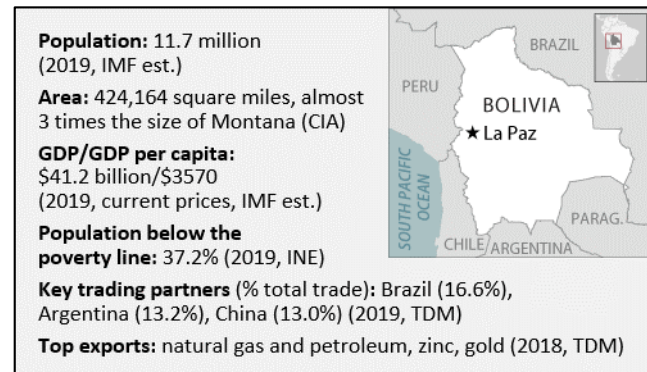 Population: 11.7 million
(2019, IMF est.)
Area: 424,164 square miles, almost
3 times the size of Montana (CIA)
GDP/GDP per capita:
$41.2 billion/$3570
(2019, current prices, IMF est.)
Population below the
poverty line: 37.2% (2019, INE)
Key trading partners (% total trade): Brazil (16.6%),
Argentina (13.2%), China (13.0%) (2019, TDM)
Top exports: natural gas and petroleum, zinc, gold (2018, TDM)
BRAZIL
PERU
BOLIVIA
★ La Paz
SOUTH PACIFIC
OCEAN
PARAG.
CHILE
ARGENTINA